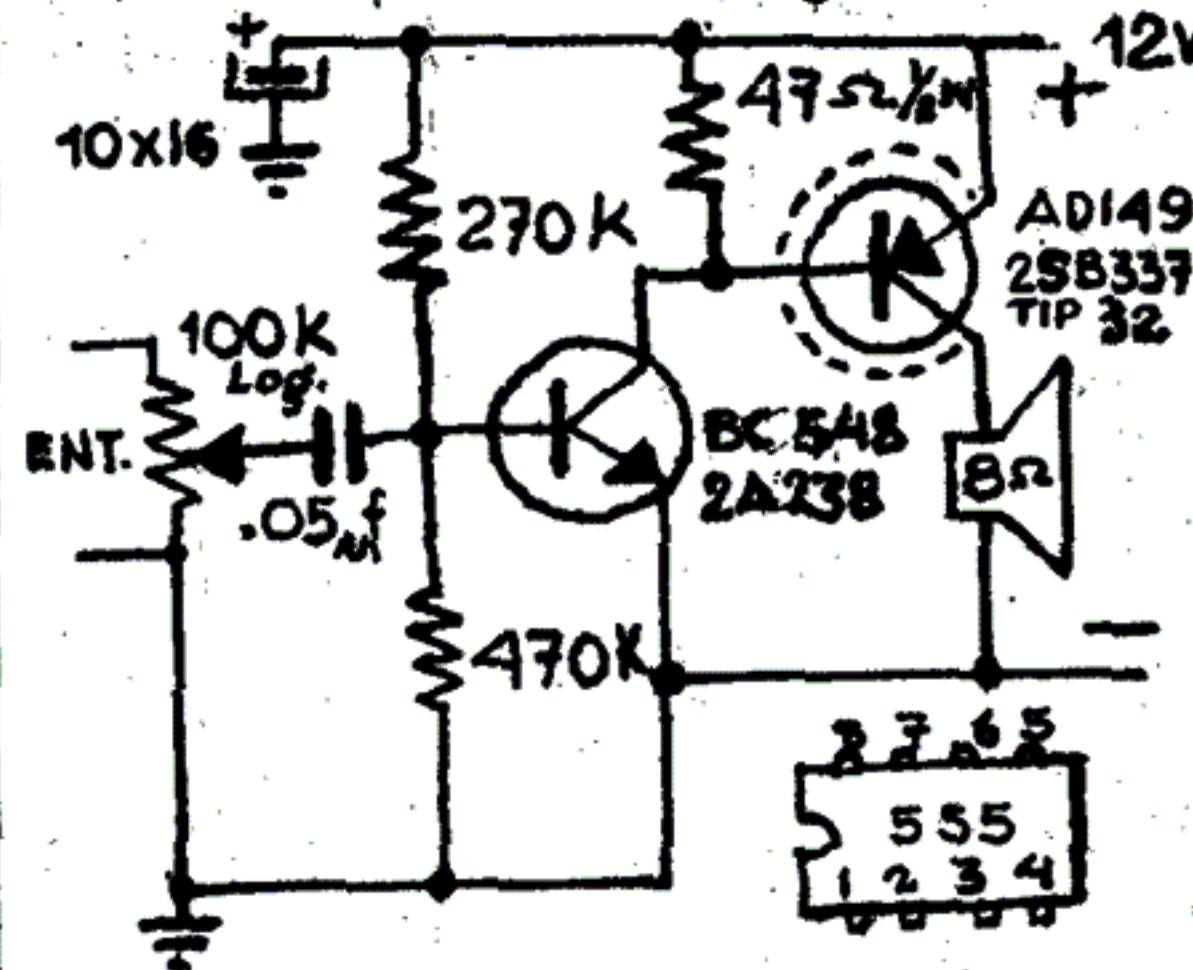 +
12V
+
47Ω ½W
10x16
270K
AD149
2SB337
TIP 32
100K
Log.
ENT.
.05µf
BC548
2A238
8Ω
470K
−
8 7 6 5
555
1 2 3 4